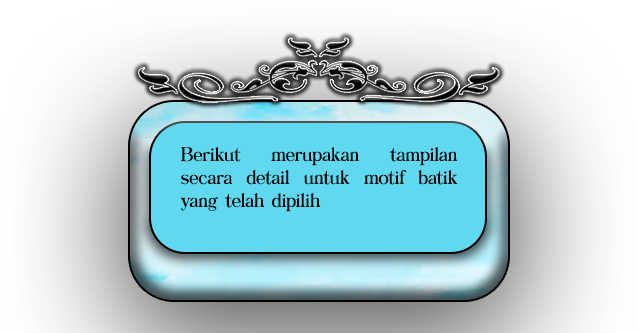 Berikut merupakan tampilan
secara detail untuk motif batik
yang telah dipilih